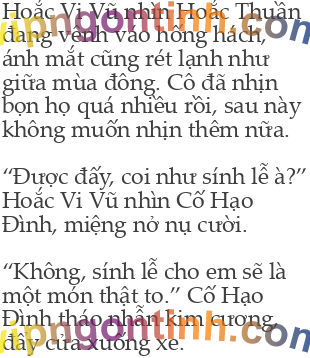 Hoắc Vi Vũ nhìn Hoắc Thuần
đang vênh váo hống hách,
ánh mắt cũng rét lạnh như
giữa mùa đông. Cô đã nhịn
bọn họ quá nhiều rồi, sau này
không muốn nhịn thêm nữa.
“Được đấy, coi như sính lễ à?”
Hoắc Vi Vũ nhìn Cố Hạo
Đình, miệng nở nụ cười.
“Không, sính lễ cho em sẽ là
một món thật to.” Cố Hạo
Đình tháo nhẫn kim cương,
đẩy cửa xuống xe.
vipngontinh.com
vipngontinh.com